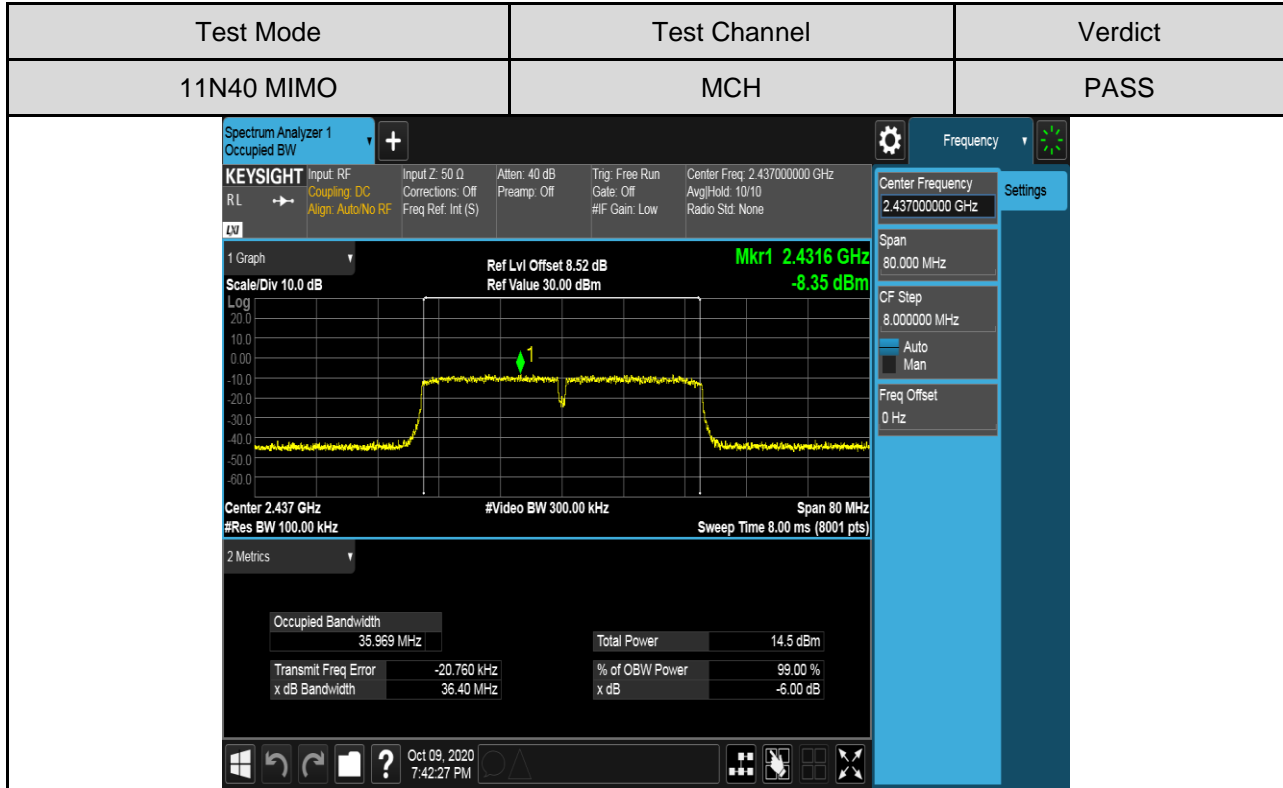 Test Mode Test Channel Verdict
11N40 MIMO MCH PASS
Spectrum Analyzer 1
Occupied BW
+
Frequency
KEYSIGHT Input: RF Input Z: 50 Ω Atten: 40 dB Trig: Free Run Center Freq: 2.437000000 GHz
RL Coupling: DC Corrections: Off Preamp: Off Gate: Off Avg|Hold: 10/10
Align: Auto/No RF Freq Ref: Int (S) #IF Gain: Low Radio Std: None
LXI
Center Frequency
2.437000000 GHz
Settings
Span
80.000 MHz
CF Step
8.000000 MHz
Auto
Man
Freq Offset
0 Hz
1 Graph
Ref Lvl Offset 8.52 dB Mkr1 2.4316 GHz
Scale/Div 10.0 dB Ref Value 30.00 dBm -8.35 dBm
Log
20.0
10.0
0.00
1
-10.0
-20.0
-30.0
-40.0
-50.0
-60.0
Center 2.437 GHz #Video BW 300.00 kHz Span 80 MHz
#Res BW 100.00 kHz Sweep Time 8.00 ms (8001 pts)
2 Metrics
Occupied Bandwidth
35.969 MHz Total Power 14.5 dBm
Transmit Freq Error -20.760 kHz % of OBW Power 99.00 %
x dB Bandwidth 36.40 MHz x dB -6.00 dB
? Oct 09, 2020
7:42:27 PM